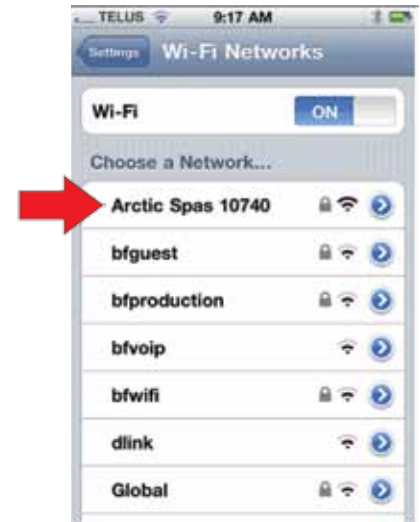 TELUS 9:17 AM
Settings Wi-Fi Networks
Wi-Fi ON
Choose a Network...
Arctic Spas 10740
bfguest
bfproduction
bfvoip
bfwifi
dlink
Global